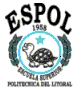 ESPOL
1958
ESCUELA SUPERIOR
POLITECNICA DEL LITORAL